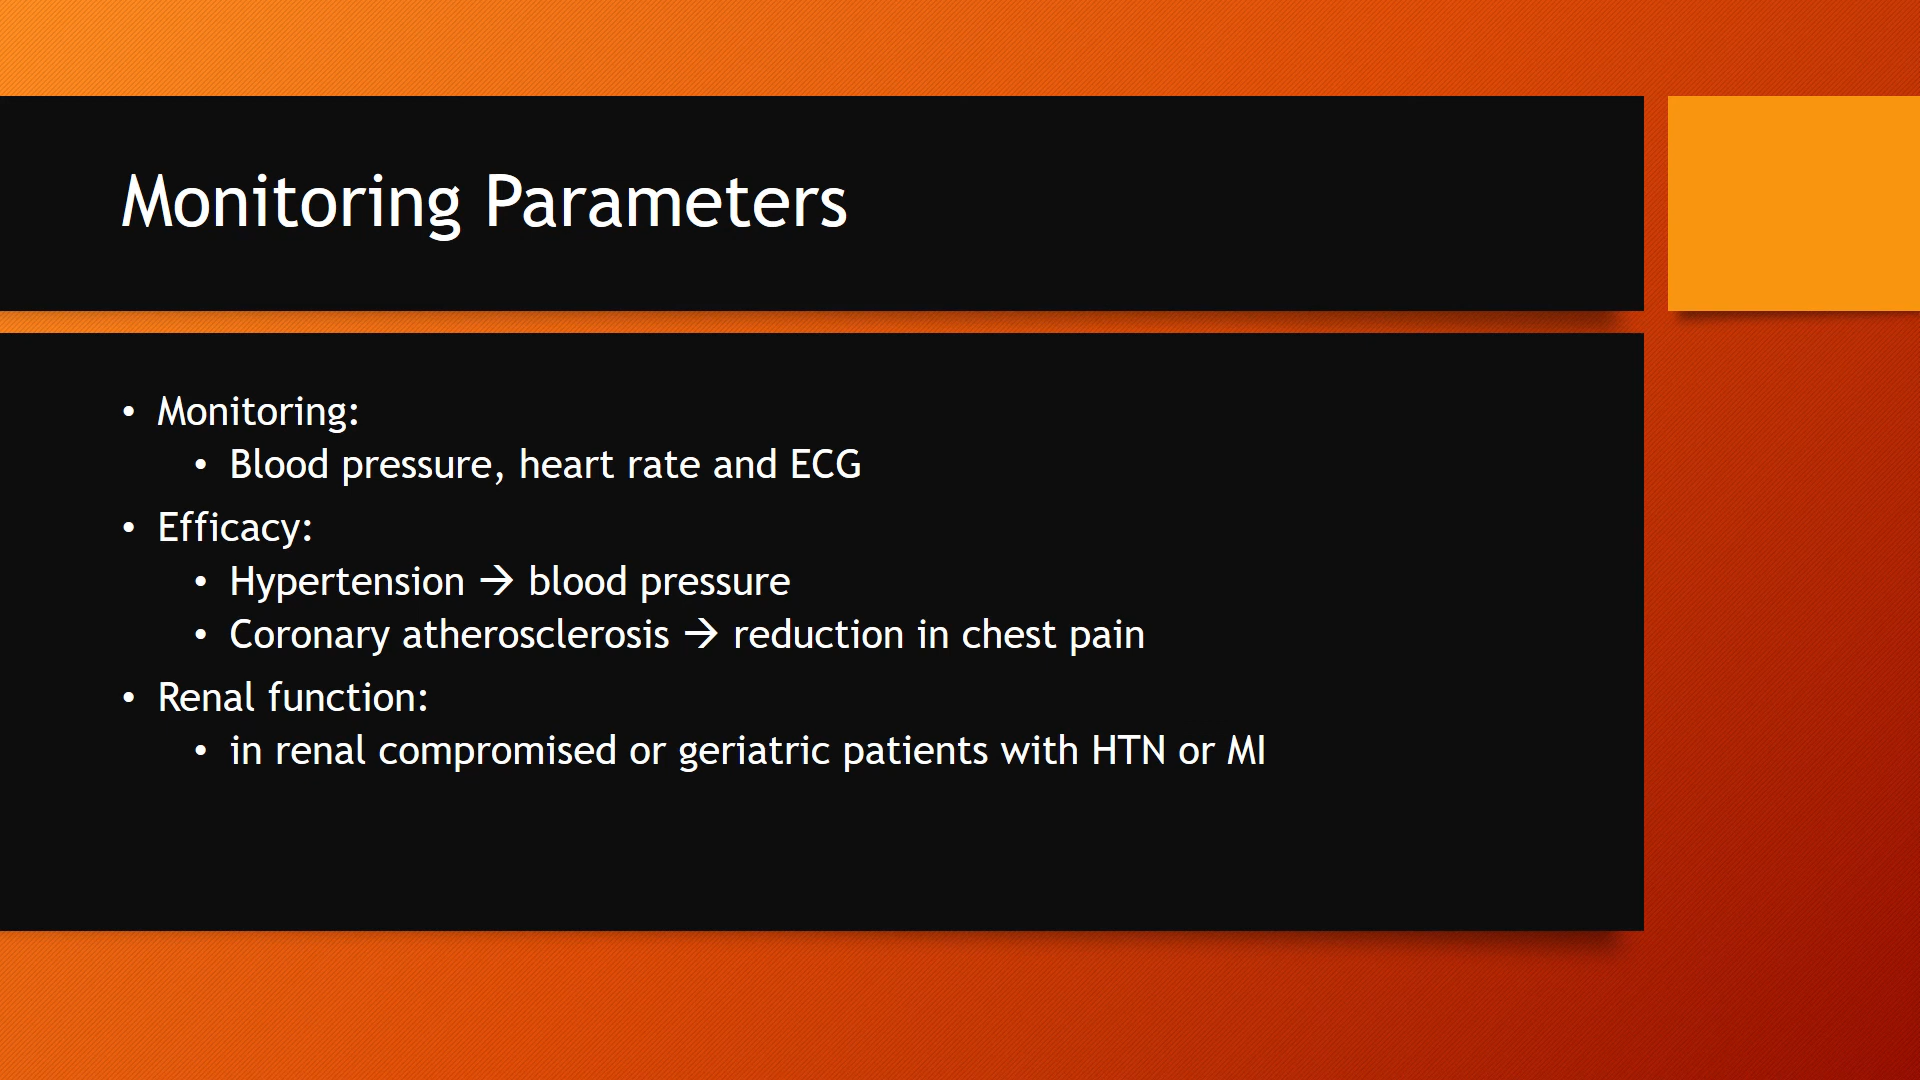 Monitoring Parameters
• Monitoring:
• Blood pressure, heart rate and ECG
• Efficacy:
• Hypertension → blood pressure
• Coronary atherosclerosis → reduction in chest pain
• Renal function:
• in renal compromised or geriatric patients with HTN or MI